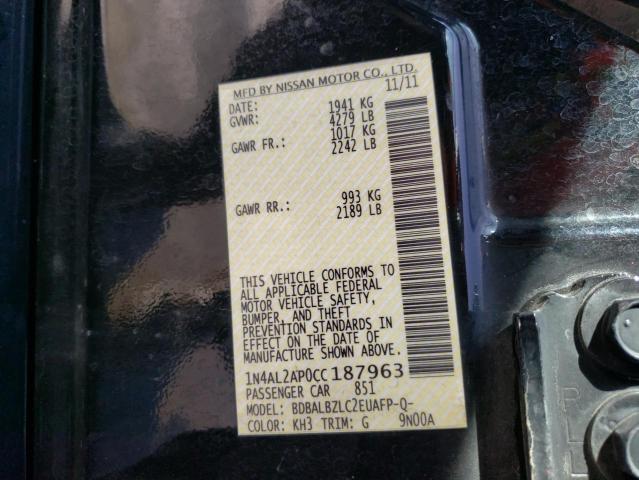 MFD BY NISSAN MOTOR CO., LTD.
DATE: 11/11
GVWR: 1941 KG
4279 LB
GAWR FR.: 1017 KG
2242 LB
GAWR RR.: 993 KG
2189 LB
THIS VEHICLE CONFORMS TO
ALL APPLICABLE FEDERAL
MOTOR VEHICLE SAFETY,
BUMPER, AND THEFT
PREVENTION STANDARDS IN
EFFECT ON THE DATE OF
MANUFACTURE SHOWN ABOVE.
1N4AL2AP0CC187963
PASSENGER CAR 851
MODEL: BDBALBZLC2EUAFP-Q-
COLOR: KH3 TRIM: G 9N00A